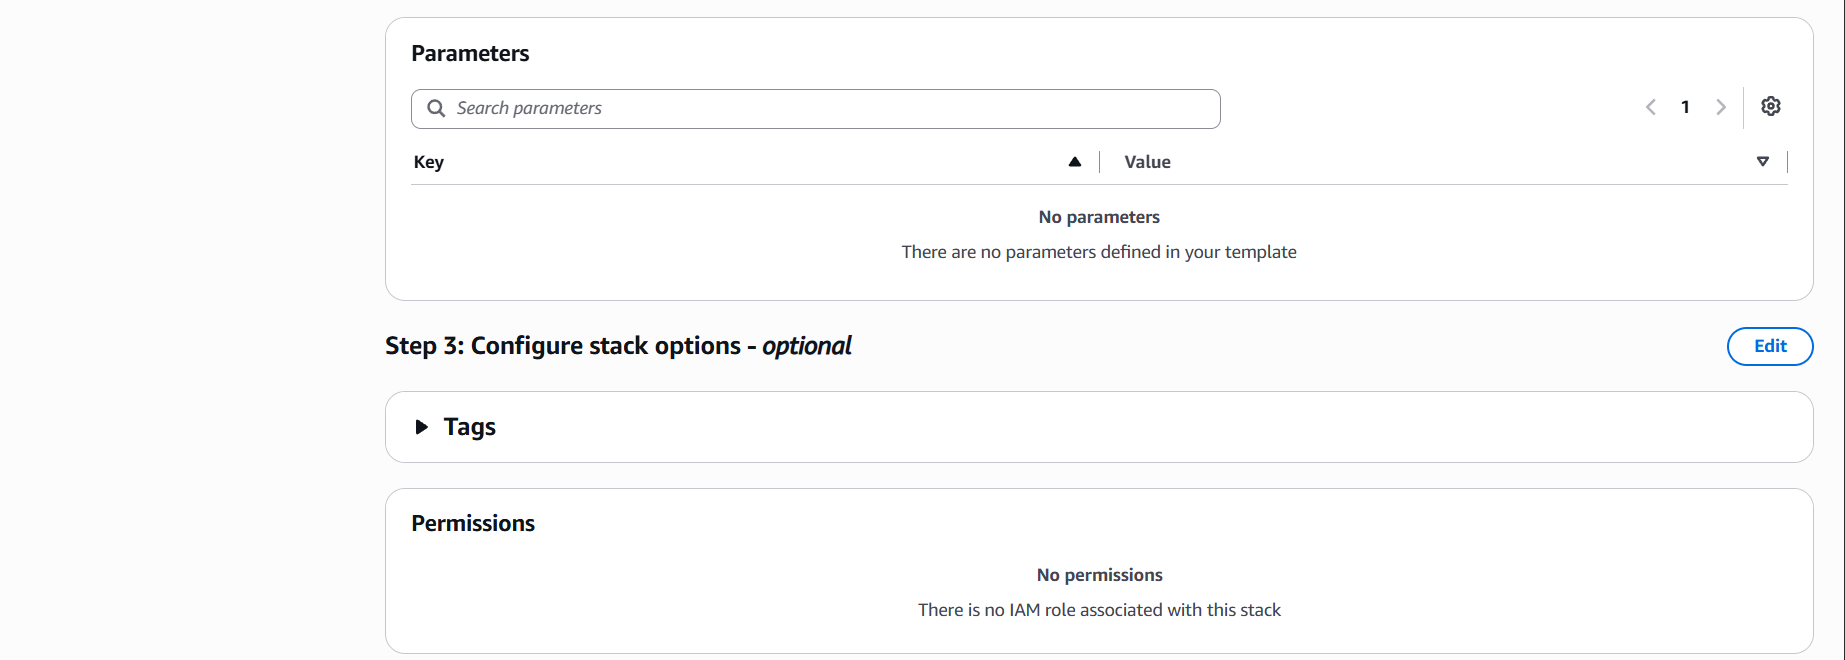 Parameters
Search parameters
1
Key
Value
No parameters
There are no parameters defined in your template
Step 3: Configure stack options - optional
Edit
Tags
Permissions
No permissions
There is no IAM role associated with this stack